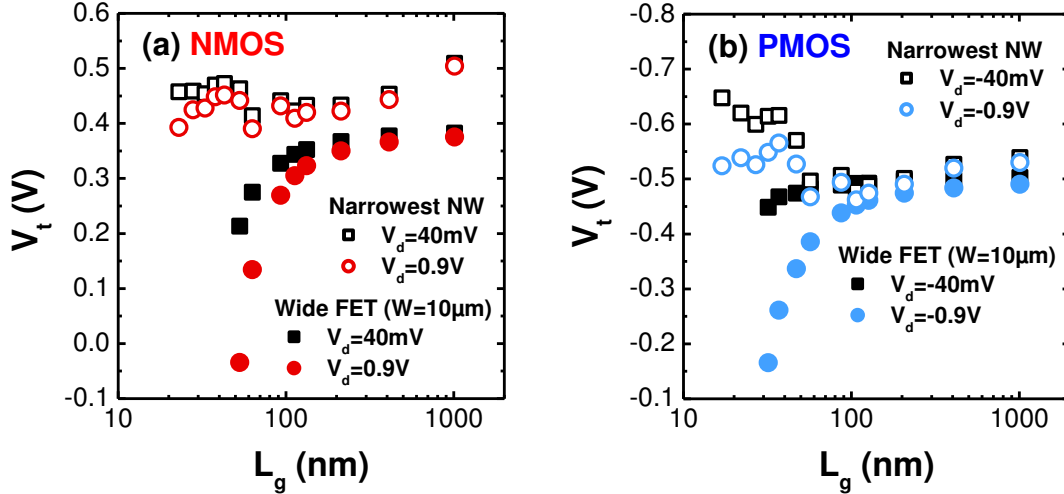 (a) NMOS
V_t (V)
0.6
0.5
0.4
0.3
0.2
0.1
0.0
-0.1
Narrowest NW
V_d=40mV
V_d=0.9V
Wide FET (W=10µm)
V_d=40mV
V_d=0.9V
10 100 1000
L_g (nm)
(b) PMOS
V_t (V)
-0.8
-0.7
-0.6
-0.5
-0.4
-0.3
-0.2
-0.1
Narrowest NW
V_d=-40mV
V_d=-0.9V
Wide FET (W=10µm)
V_d=-40mV
V_d=-0.9V
10 100 1000
L_g (nm)